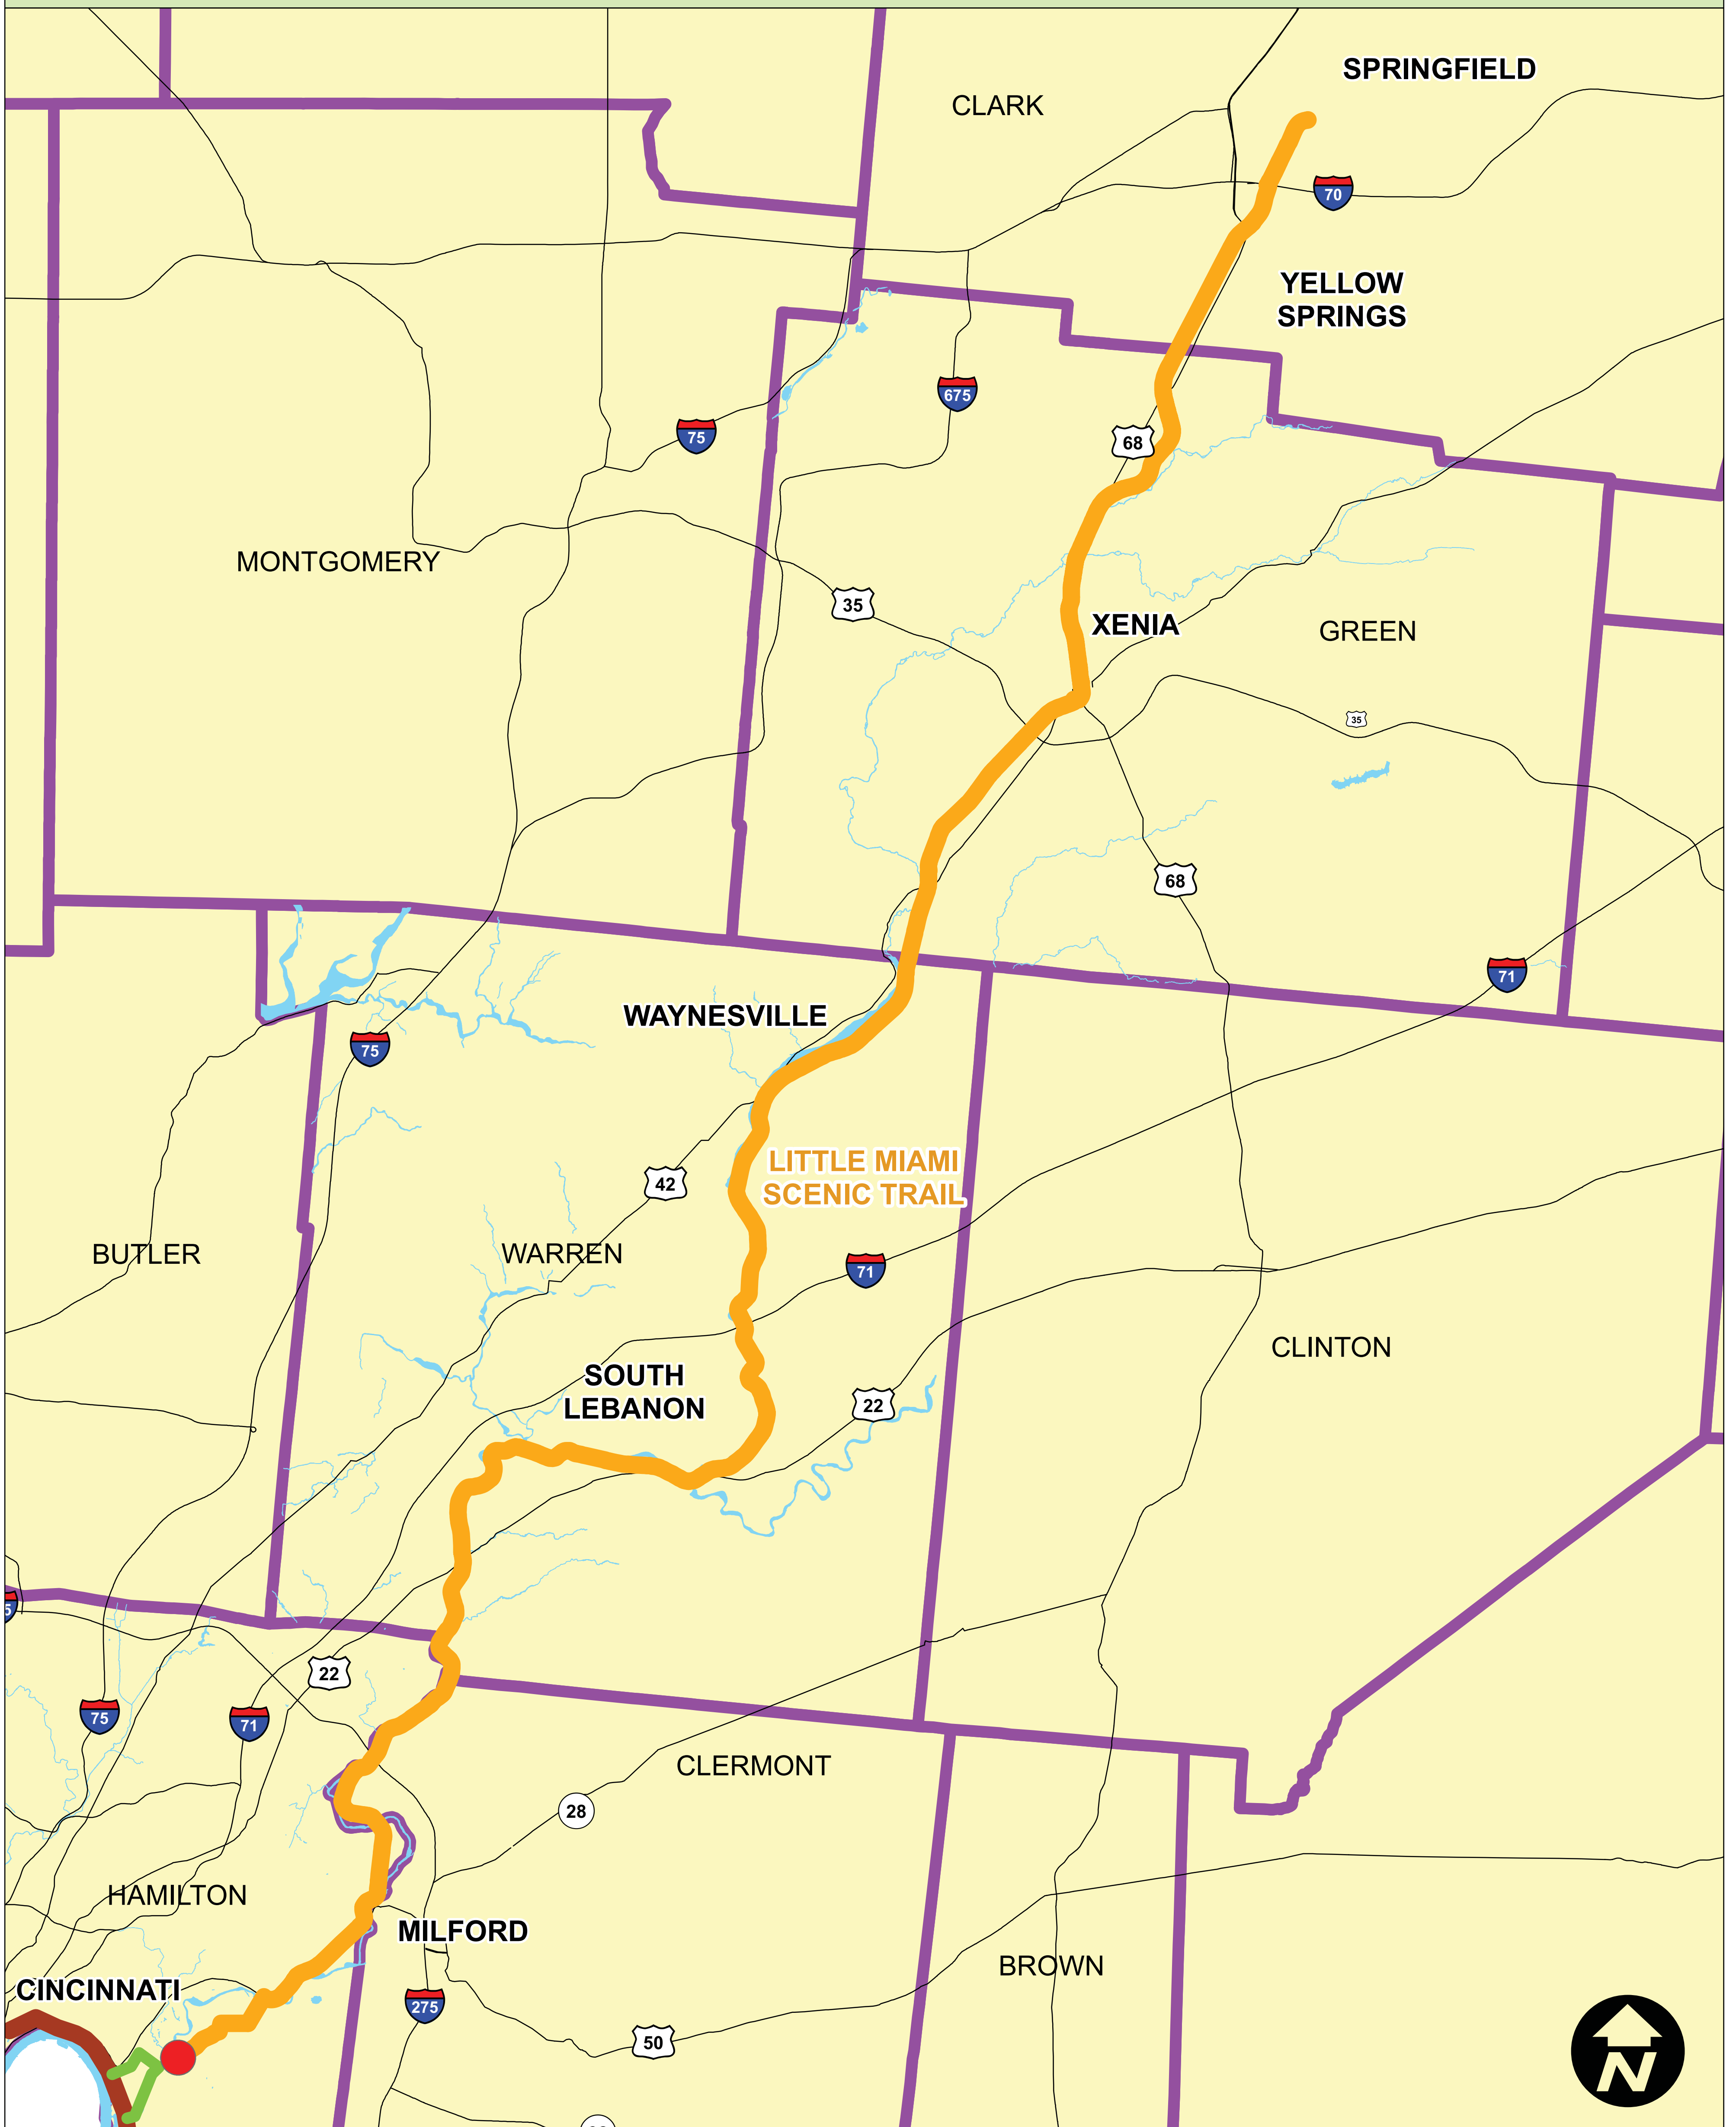 SPRINGFIELD
CLARK
70
YELLOW
SPRINGS
675
75
68
MONTGOMERY
35
XENIA
GREEN
35
68
71
WAYNESVILLE
75
LITTLE MIAMI
SCENIC TRAIL
42
BUTLER
WARREN
71
CLINTON
SOUTH
LEBANON
22
5
22
75
71
CLERMONT
28
HAMILTON
MILFORD
BROWN
CINCINNATI
275
50
N